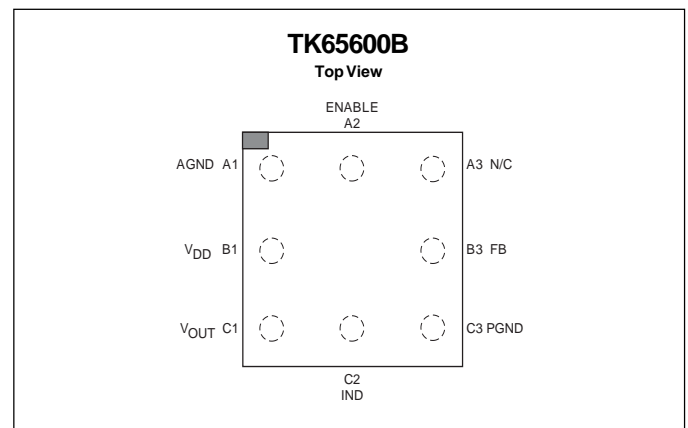 TK65600B
Top View
ENABLE
A2
AGND A1
A3 N/C
VDD B1
B3 FB
VOUT C1
C3 PGND
C2
IND